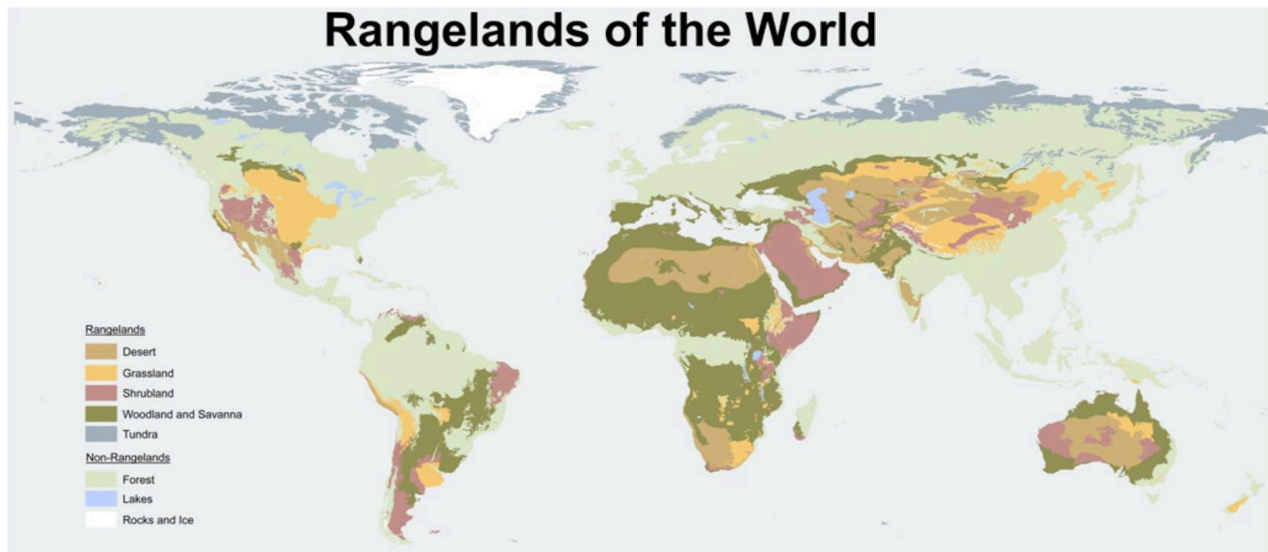 Rangelands of the World
Rangelands
Desert
Grassland
Shrubland
Woodland and Savanna
Tundra
Non-Rangelands
Forest
Lakes
Rocks and Ice